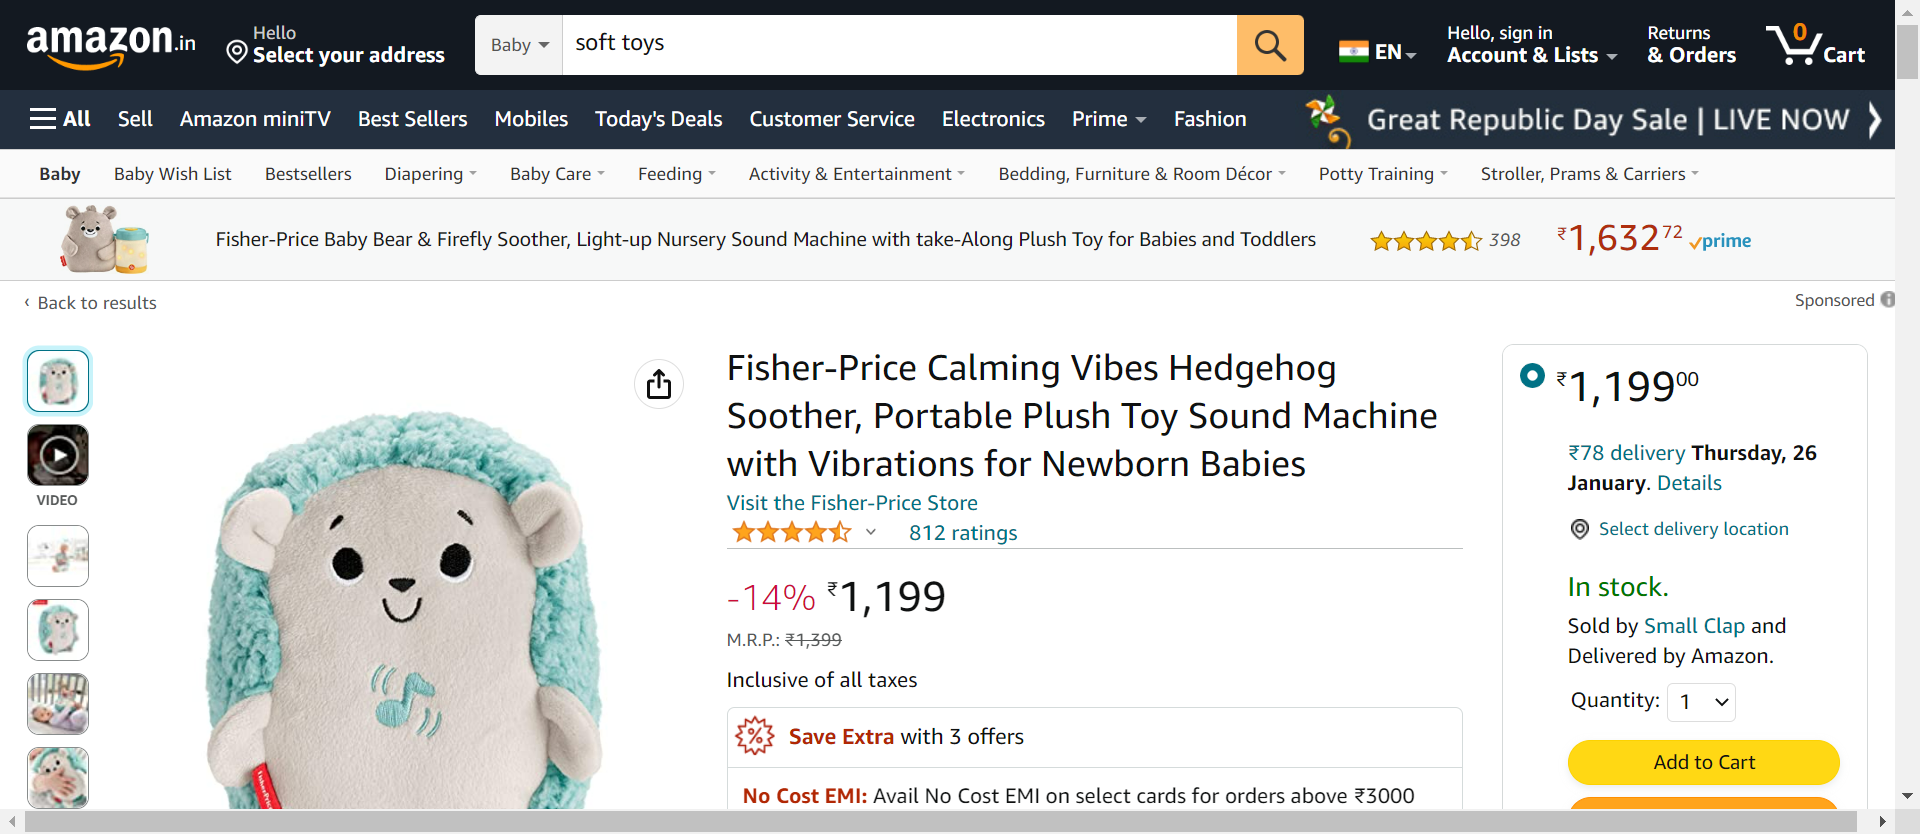 amazon.in
Hello
Select your address
Baby
soft toys
EN
Hello, sign in
Account & Lists
Returns
& Orders
0
Cart
All
Sell
Amazon miniTV
Best Sellers
Mobiles
Today's Deals
Customer Service
Electronics
Prime
Fashion
Great Republic Day Sale | LIVE NOW
Baby
Baby Wish List
Bestsellers
Diapering
Baby Care
Feeding
Activity & Entertainment
Bedding, Furniture & Room Décor
Potty Training
Stroller, Prams & Carriers
Fisher-Price Baby Bear & Firefly Soother, Light-up Nursery Sound Machine with take-Along Plush Toy for Babies and Toddlers
398
₹1,63272
prime
‹ Back to results
Sponsored
VIDEO
Fisher-Price Calming Vibes Hedgehog
Soother, Portable Plush Toy Sound Machine
with Vibrations for Newborn Babies
Visit the Fisher-Price Store
812 ratings
-14% ₹1,199
M.R.P.: ₹1,399
Inclusive of all taxes
Save Extra with 3 offers
No Cost EMI: Avail No Cost EMI on select cards for orders above ₹3000
Fisher-Price
₹1,19900
₹78 delivery Thursday, 26
January. Details
Select delivery location
In stock.
Sold by Small Clap and
Delivered by Amazon.
Quantity: 1
Add to Cart